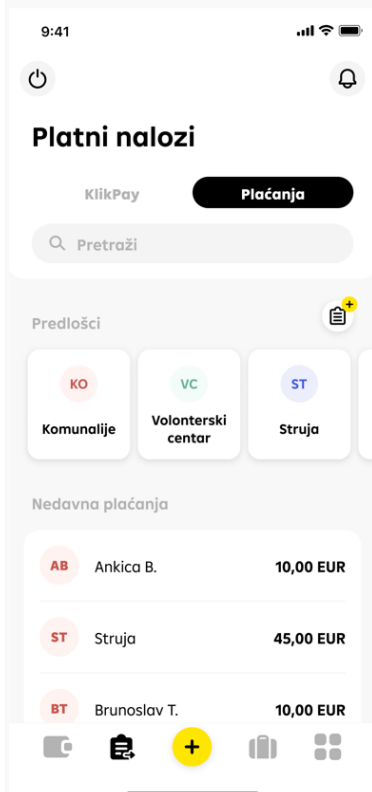 9:41
Platni nalozi
KlikPay Plaćanja
Pretraži
Predlošci
KO VC ST
Komunalije Volonterski centar Struja
Nedavna plaćanja
AB Ankica B. 10,00 EUR
ST Struja 45,00 EUR
BT Brunoslav T. 10,00 EUR